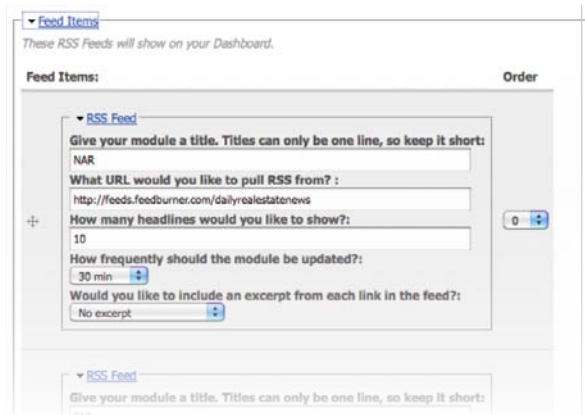 Feed Items
These RSS Feeds will show on your Dashboard.
Feed Items: Order
RSS Feed
Give your module a title. Titles can only be one line, so keep it short:
NAR
What URL would you like to pull RSS from? :
http://feeds.feedburner.com/dailyrealestatenews
How many headlines would you like to show?:
0
10
How frequently should the module be updated?:
30 min
Would you like to include an excerpt from each link in the feed?:
No excerpt
RSS Feed
Give your module a title. Titles can only be one line, so keep it short: